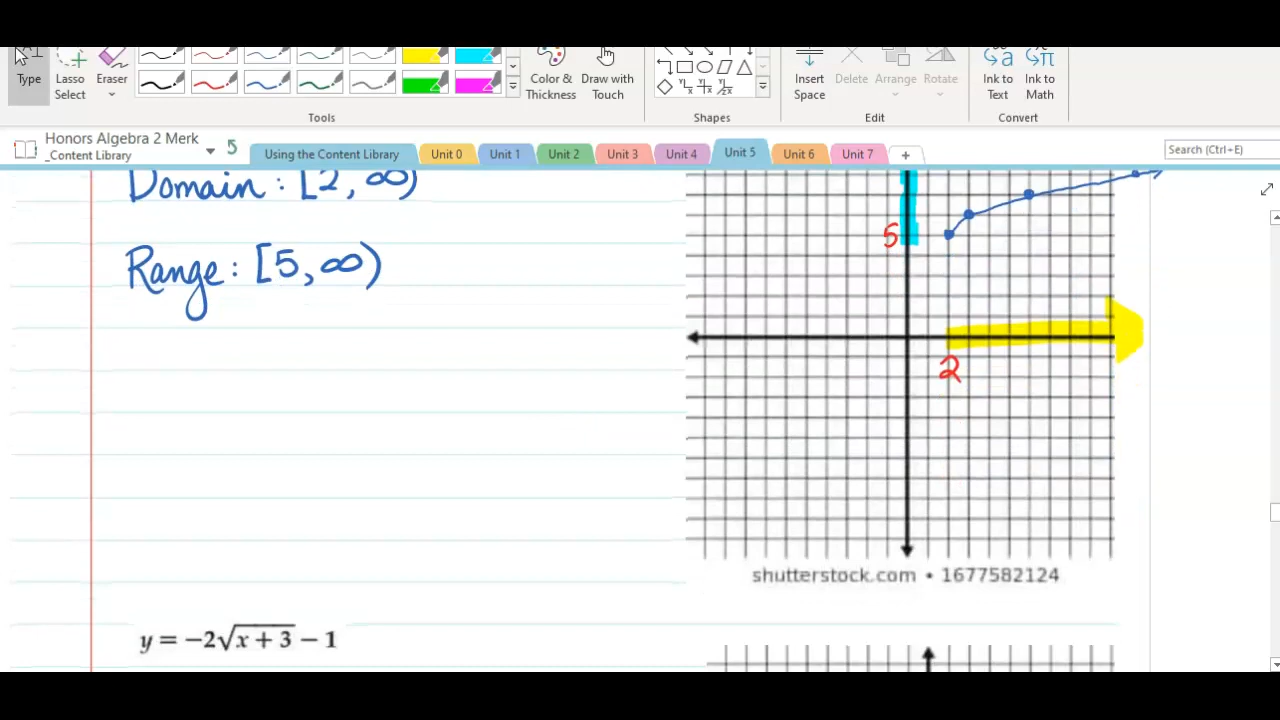 Type
Lasso Select
Eraser
Color & Thickness
Draw with Touch
Insert Space
Delete
Arrange
Rotate
Ink to Text
Ink to Math
Tools
Shapes
Edit
Convert
Honors Algebra 2 Merk
_Content Library
Using the Content Library
Unit 0
Unit 1
Unit 2
Unit 3
Unit 4
Unit 5
Unit 6
Unit 7
+
Search (Ctrl+E)
Domain : [2, ∞)
Range : [5, ∞)
5
2
shutterstock.com • 1677582124
y = −2√(x + 3) − 1